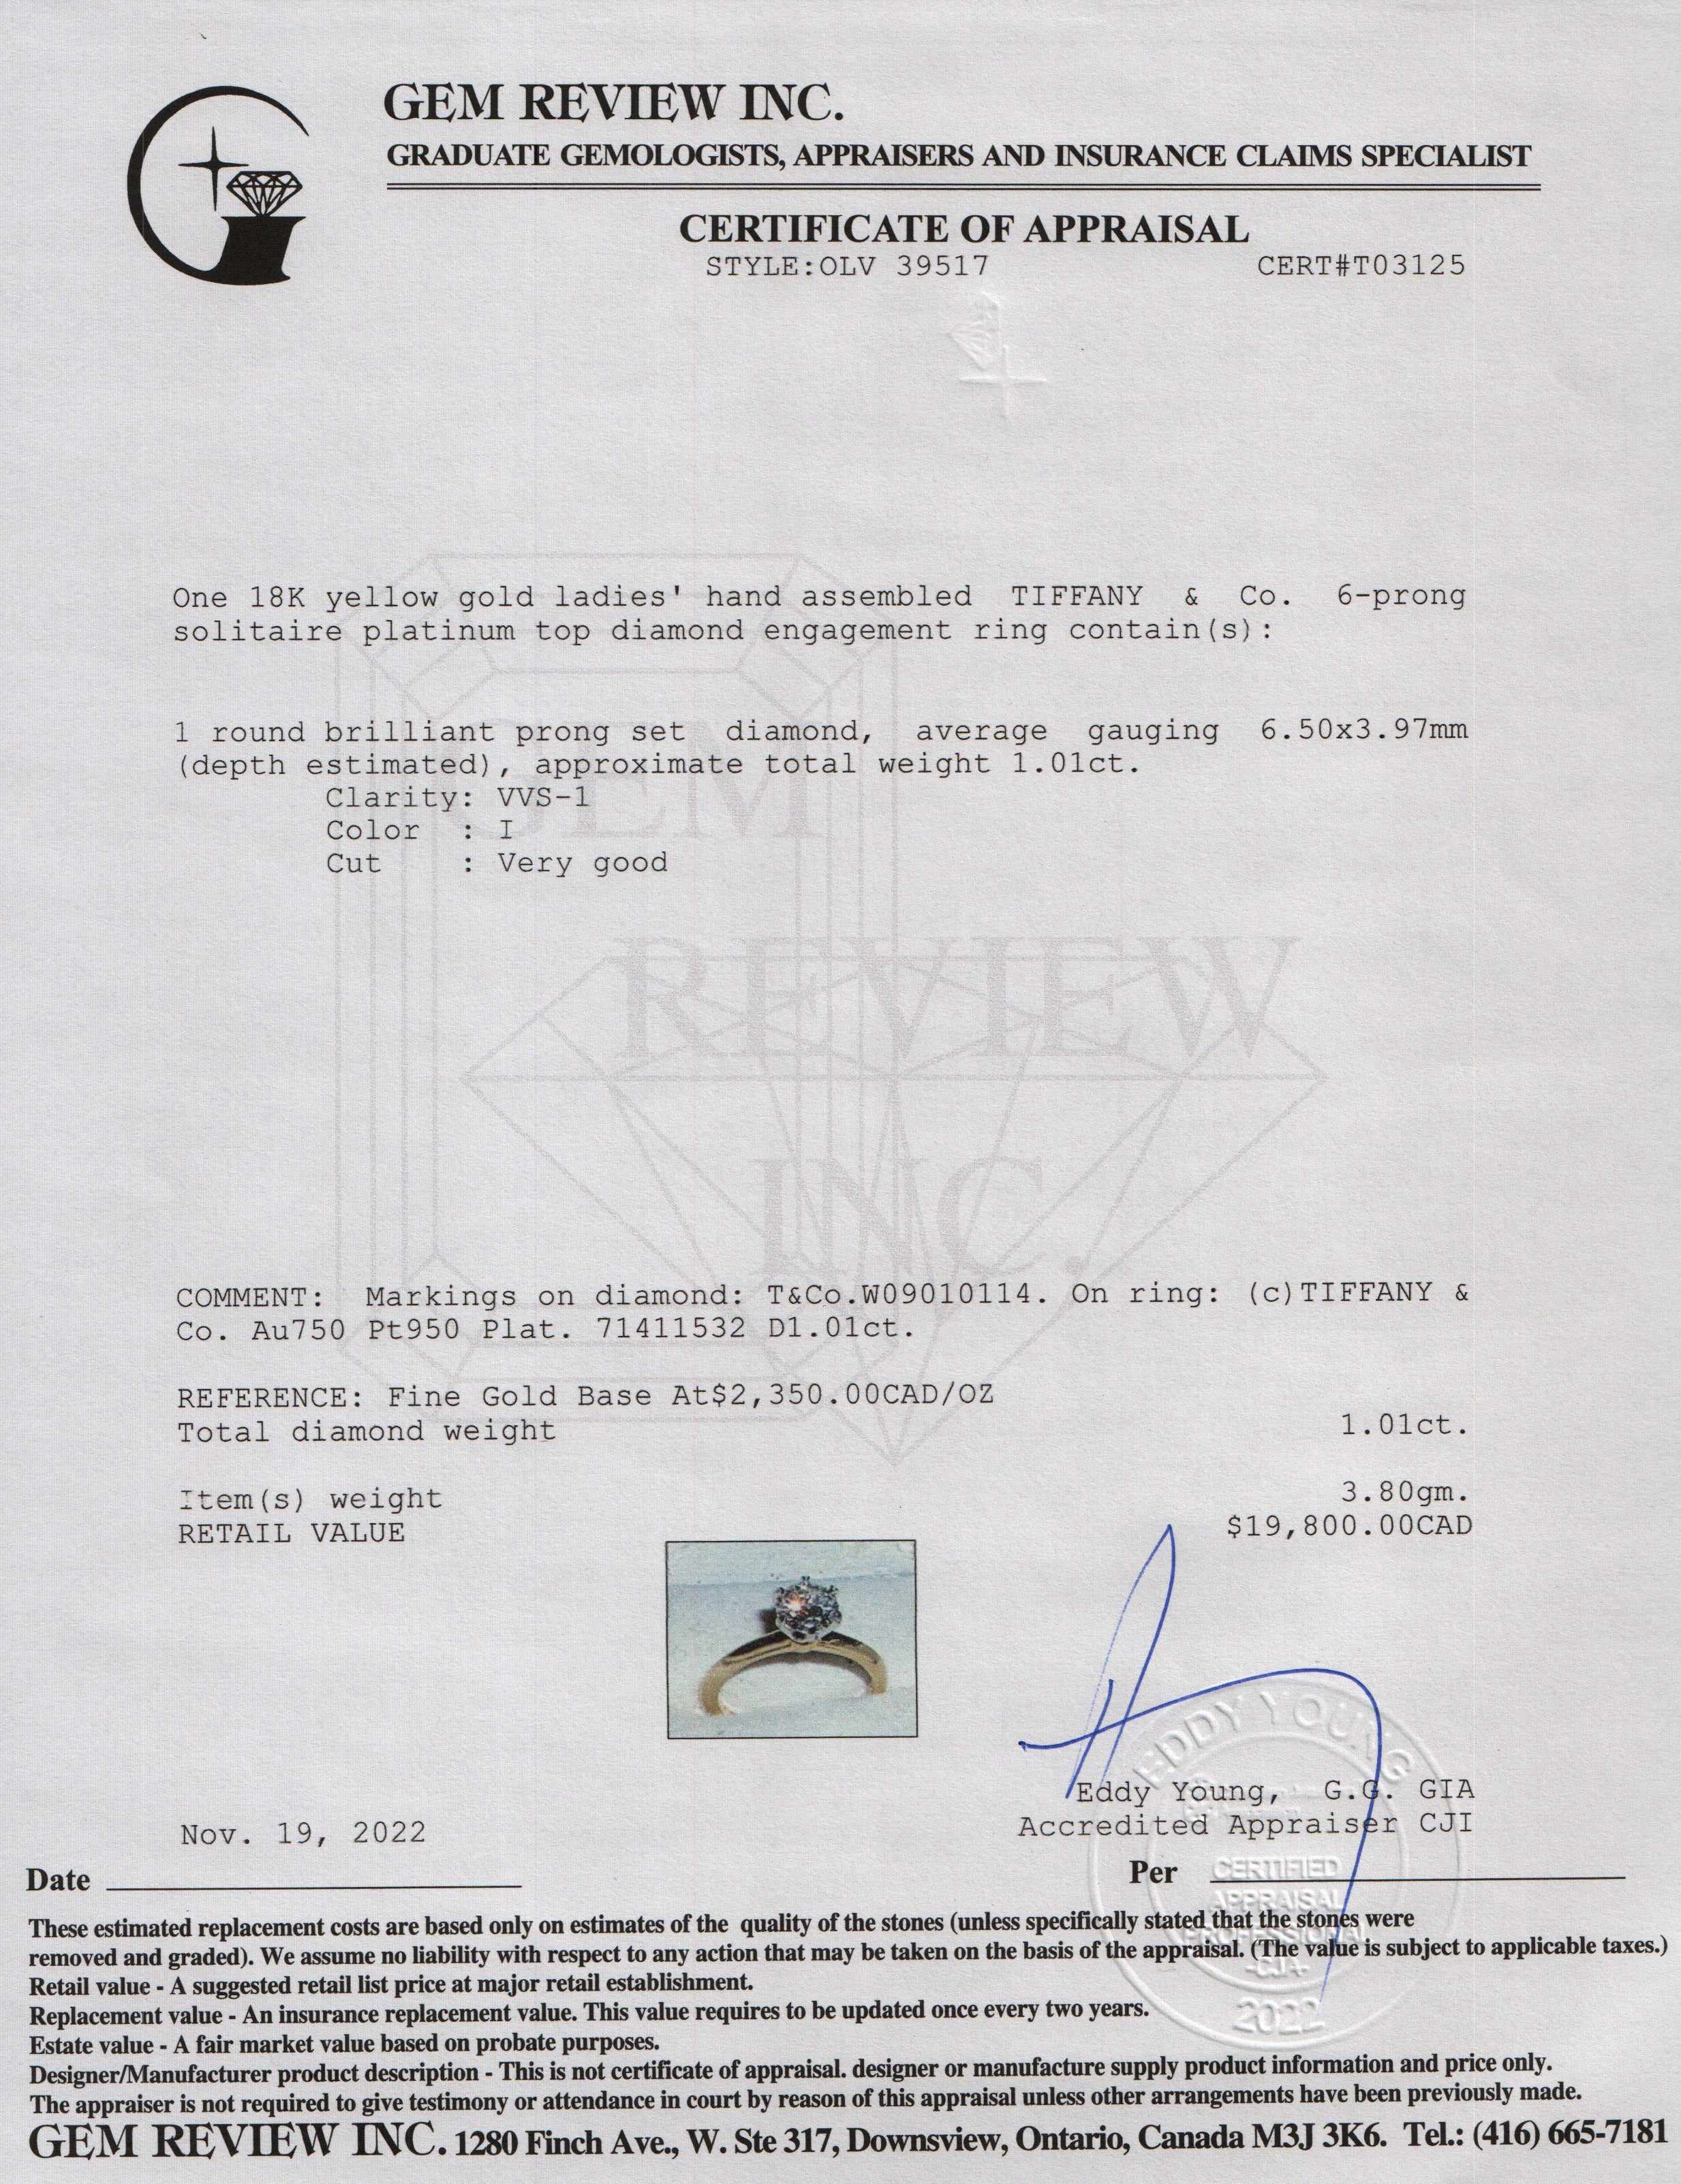 GEM REVIEW INC.
GRADUATE GEMOLOGISTS, APPRAISERS AND INSURANCE CLAIMS SPECIALIST
CERTIFICATE OF APPRAISAL
STYLE:OLV 39517 CERT#T03125
One 18K yellow gold ladies' hand assembled TIFFANY & Co. 6-prong
solitaire platinum top diamond engagement ring contain(s):
1 round brilliant prong set diamond, average gauging 6.50x3.97mm
(depth estimated), approximate total weight 1.01ct.
Clarity: VVS-1
Color : I
Cut : Very good
GEM
REVIEW
INC.
COMMENT: Markings on diamond: T&Co.W09010114. On ring: (c)TIFFANY &
Co. Au750 Pt950 Plat. 71411532 D1.01ct.
REFERENCE: Fine Gold Base At$2,350.00CAD/OZ
Total diamond weight 1.01ct.
Item(s) weight 3.80gm.
RETAIL VALUE $19,800.00CAD
EDDY YOUNG
Eddy Young, G.G. GIA
Accredited Appraiser CJI
Nov. 19, 2022
Date
Per
CERTIFIED
APPRAISAL
PROFESSIONAL
-CJA-
2022
These estimated replacement costs are based only on estimates of the quality of the stones (unless specifically stated that the stones were
removed and graded). We assume no liability with respect to any action that may be taken on the basis of the appraisal. (The value is subject to applicable taxes.)
Retail value - A suggested retail list price at major retail establishment.
Replacement value - An insurance replacement value. This value requires to be updated once every two years.
Estate value - A fair market value based on probate purposes.
Designer/Manufacturer product description - This is not certificate of appraisal. designer or manufacture supply product information and price only.
The appraiser is not required to give testimony or attendance in court by reason of this appraisal unless other arrangements have been previously made.
GEM REVIEW INC. 1280 Finch Ave., W. Ste 317, Downsview, Ontario, Canada M3J 3K6. Tel.: (416) 665-7181